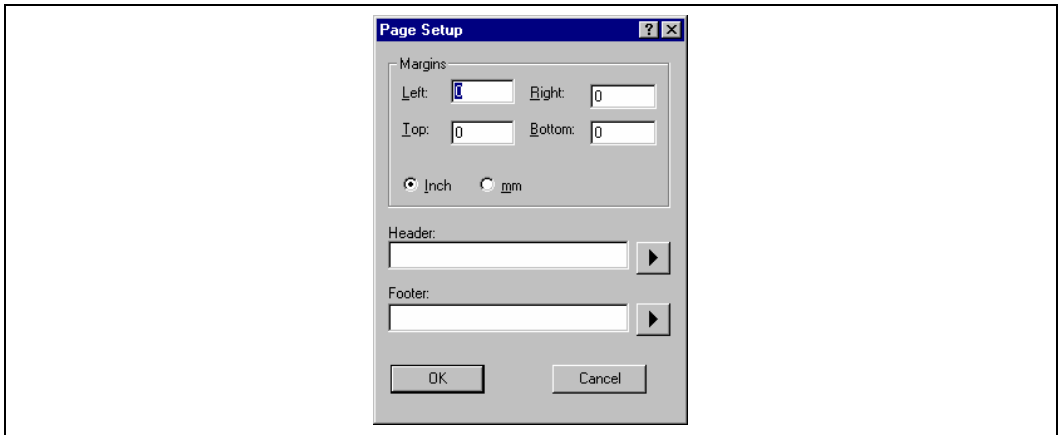 Page Setup
Margins
Left: 0 Right: 0
Top: 0 Bottom: 0
Inch mm
Header:
Footer:
OK Cancel